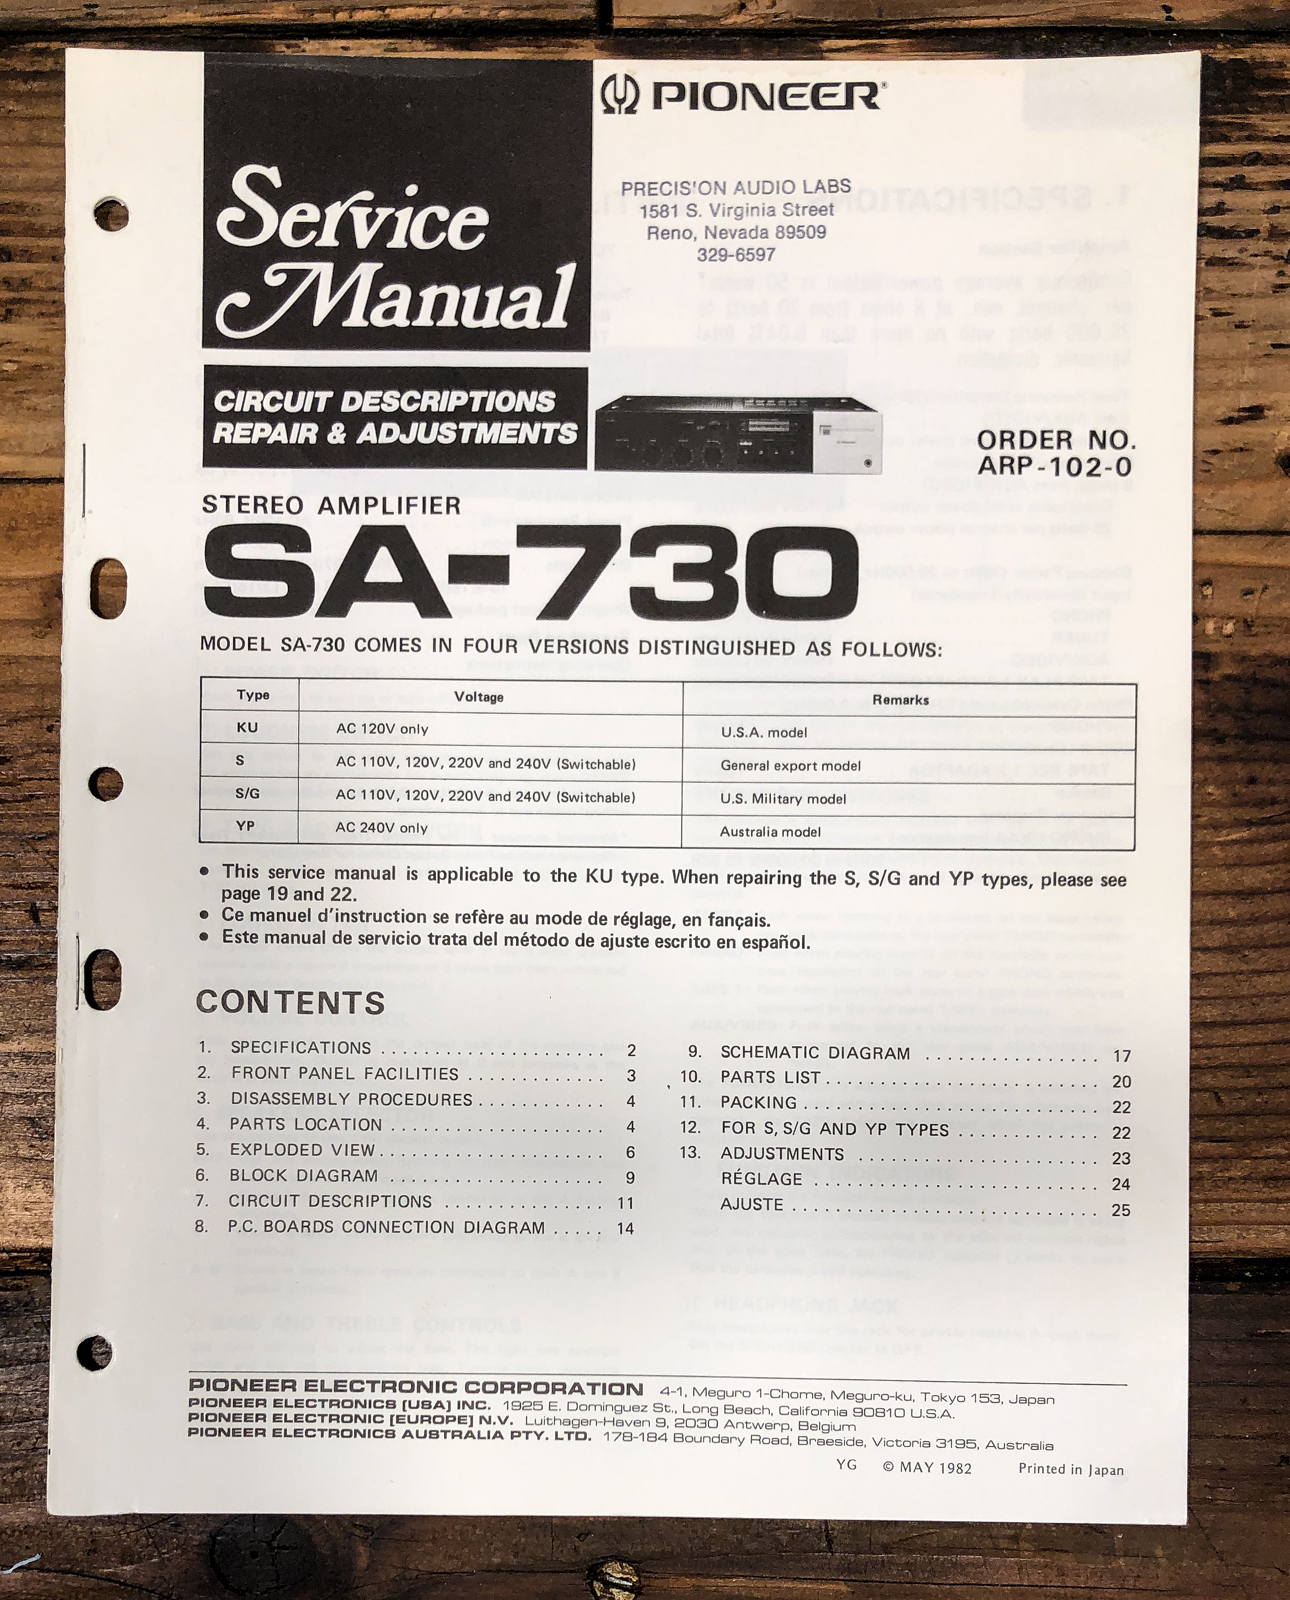 Service
Manual
PIONEER®
PRECISION AUDIO LABS
1581 S. Virginia Street
Reno, Nevada 89509
329-6597
CIRCUIT DESCRIPTIONS
REPAIR & ADJUSTMENTS
ORDER NO.
ARP-102-0
STEREO AMPLIFIER
SA-730
MODEL SA-730 COMES IN FOUR VERSIONS DISTINGUISHED AS FOLLOWS:
Type Voltage Remarks
KU AC 120V only U.S.A. model
S AC 110V, 120V, 220V and 240V (Switchable) General export model
S/G AC 110V, 120V, 220V and 240V (Switchable) U.S. Military model
YP AC 240V only Australia model
• This service manual is applicable to the KU type. When repairing the S, S/G and YP types, please see
page 19 and 22.
• Ce manuel d'instruction se refère au mode de réglage, en fançais.
• Este manual de servicio trata del método de ajuste escrito en español.
CONTENTS
1. SPECIFICATIONS . . . . . . . . . . . . . . . . . . . . 2
2. FRONT PANEL FACILITIES . . . . . . . . . . . . 3
3. DISASSEMBLY PROCEDURES . . . . . . . . . . . 4
4. PARTS LOCATION . . . . . . . . . . . . . . . . . . . 4
5. EXPLODED VIEW . . . . . . . . . . . . . . . . . . . . 6
6. BLOCK DIAGRAM . . . . . . . . . . . . . . . . . . . 9
7. CIRCUIT DESCRIPTIONS . . . . . . . . . . . . . . 11
8. P.C. BOARDS CONNECTION DIAGRAM . . . . . 14
9. SCHEMATIC DIAGRAM . . . . . . . . . . . . . . . . 17
10. PARTS LIST . . . . . . . . . . . . . . . . . . . . . . . . . 20
11. PACKING . . . . . . . . . . . . . . . . . . . . . . . . . . . 22
12. FOR S, S/G AND YP TYPES . . . . . . . . . . . . . 22
13. ADJUSTMENTS . . . . . . . . . . . . . . . . . . . . . . 23
RÉGLAGE . . . . . . . . . . . . . . . . . . . . . . . . . . 24
AJUSTE . . . . . . . . . . . . . . . . . . . . . . . . . . . . 25
PIONEER ELECTRONIC CORPORATION 4-1, Meguro 1-Chome, Meguro-ku, Tokyo 153, Japan
PIONEER ELECTRONICS [USA] INC. 1925 E. Dominguez St., Long Beach, California 90810 U.S.A.
PIONEER ELECTRONIC [EUROPE] N.V. Luithagen-Haven 9, 2030 Antwerp, Belgium
PIONEER ELECTRONICS AUSTRALIA PTY. LTD. 178-184 Boundary Road, Braeside, Victoria 3195, Australia
YG © MAY 1982 Printed in Japan